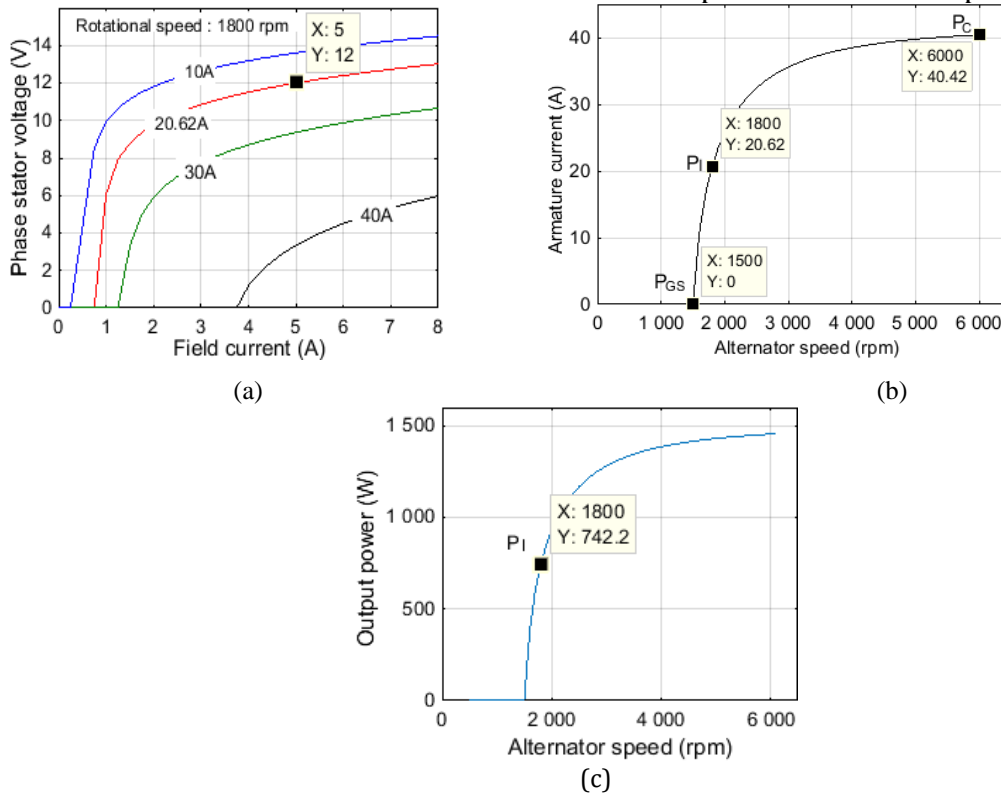 Rotational speed : 1800 rpm
X: 5
Y: 12
10A
20.62A
30A
40A
Phase stator voltage (V)
14
12
10
8
6
4
2
0
0 1 2 3 4 5 6 7 8
Field current (A)
(a)
P_C
X: 6000
Y: 40.42
X: 1800
Y: 20.62
P_I
X: 1500
Y: 0
P_GS
Armature current (A)
40
30
20
10
0
0 1 000 2 000 3 000 4 000 5 000 6 000
Alternator speed (rpm)
(b)
Output power (W)
1 500
1 000
500
0
X: 1800
Y: 742.2
P_I
0 2 000 4 000 6 000
Alternator speed (rpm)
(c)